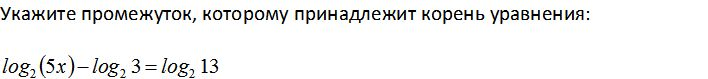 Укажите промежуток, которому принадлежит корень уравнения:
log₂(5x) − log₂ 3 = log₂ 13